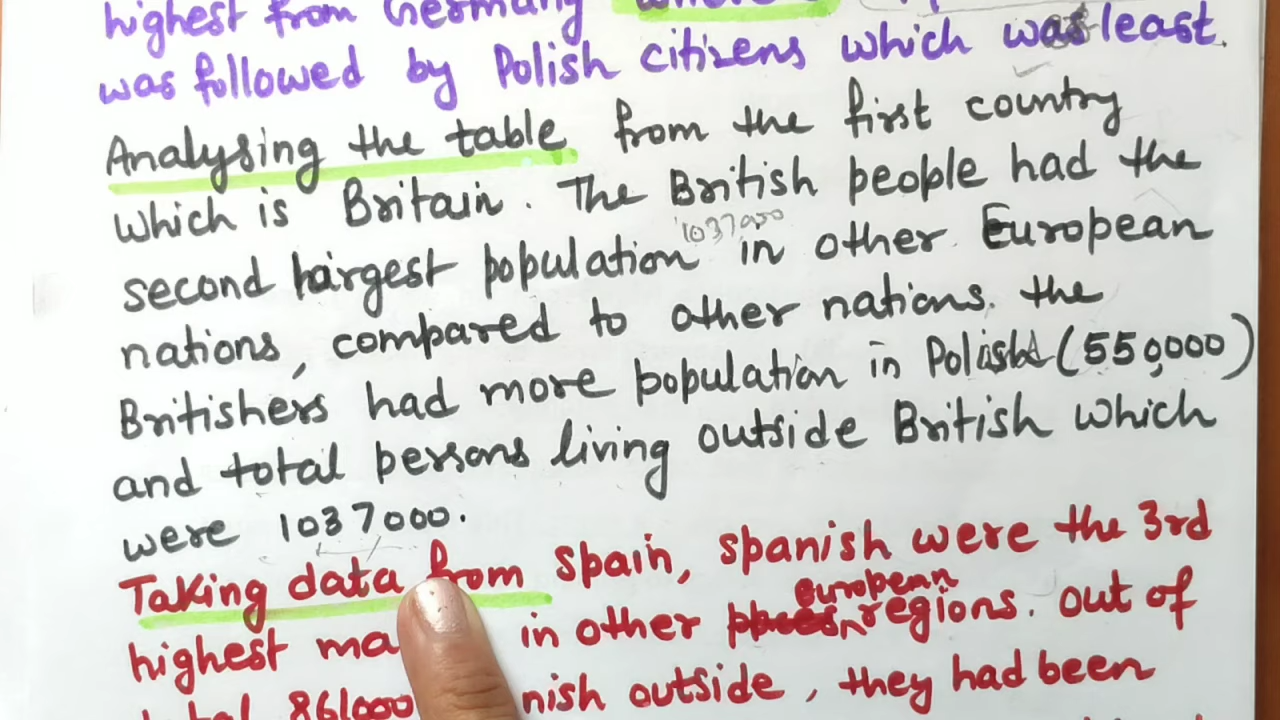 highest from Germany
was followed by Polish citizens which was least.
Analysing the table from the first country
which is Britain. The British people had the
1037000
second largest population in other European
nations, compared to other nations. the
Britishers had more population in (550,000)
and total persons living outside British which
were 1037000.
Taking data from Spain, spanish were the 3rd
european
highest ma in other regions. out of
861000 nish outside, they had been